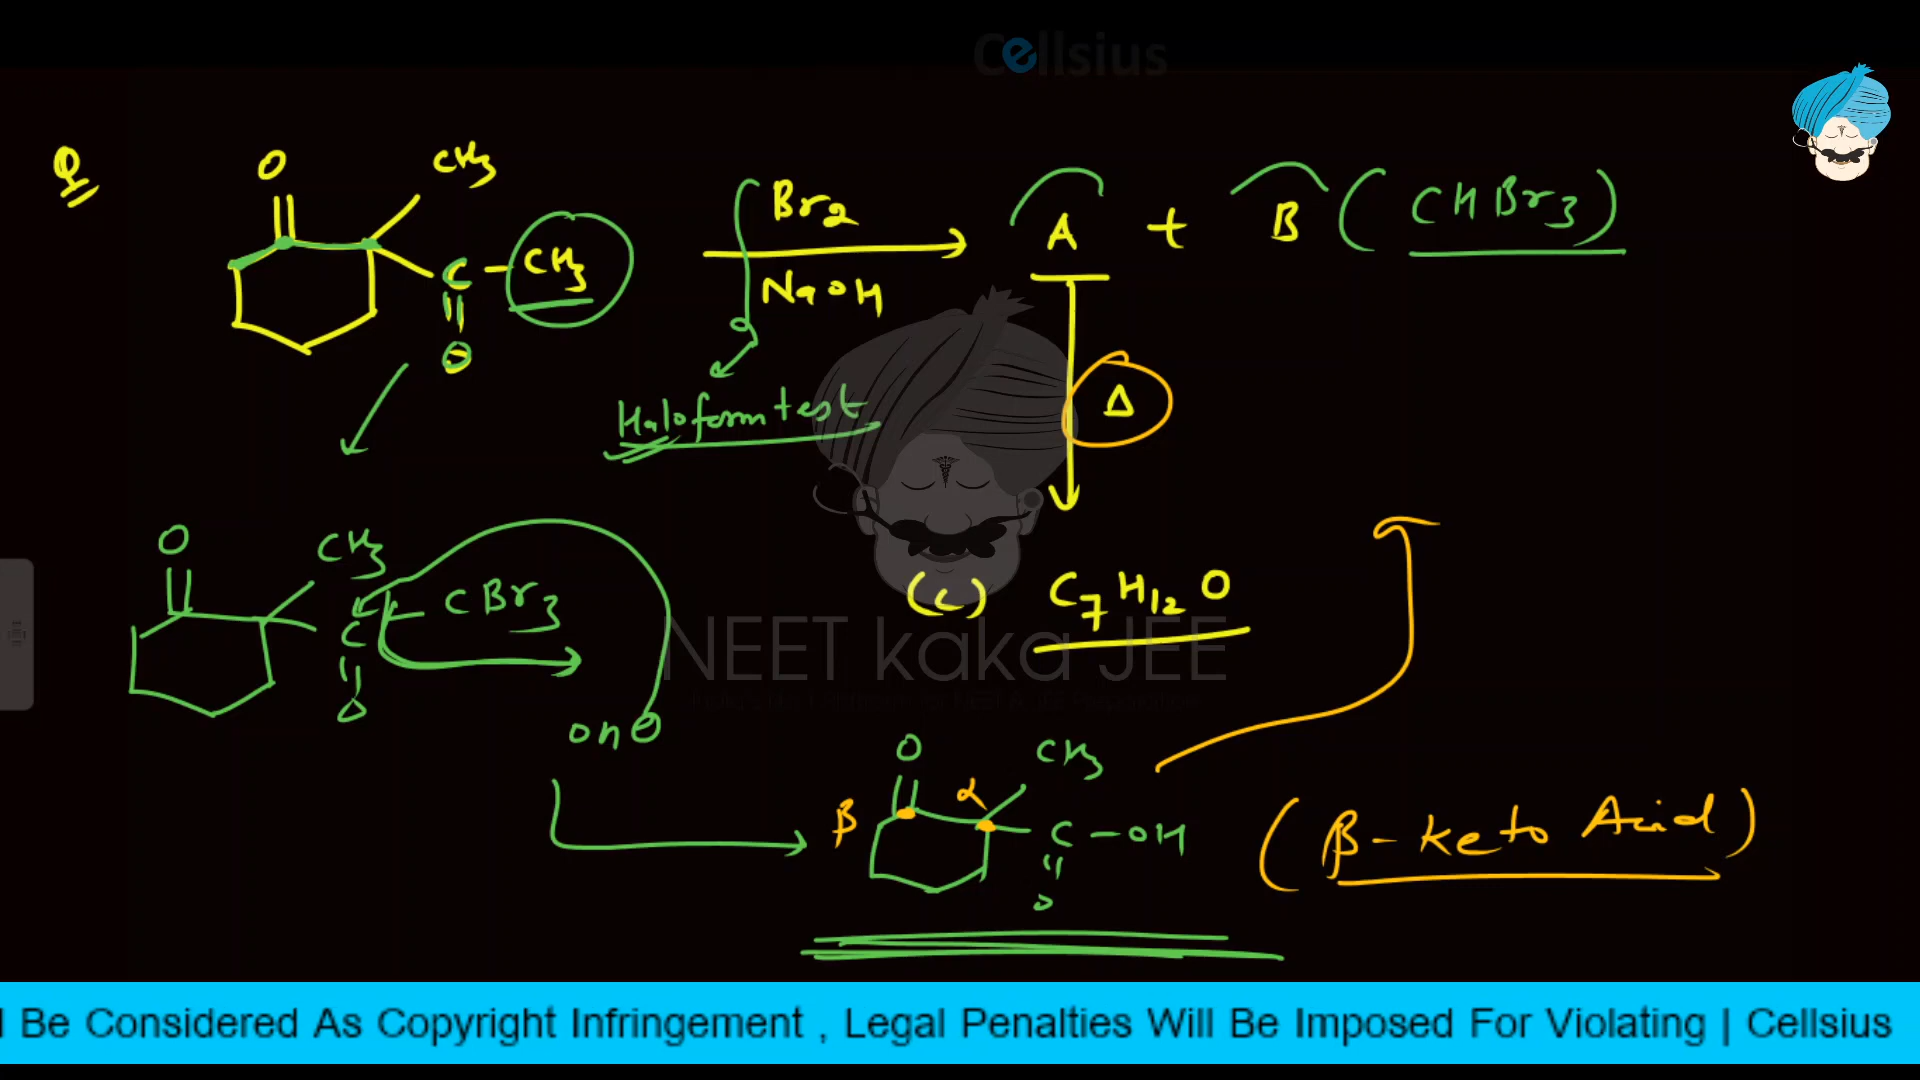 Cellsius
Q
O
CH3
C - CH3
O
Br2
NaOH
A + B (CHBr3)
Haloform test
Δ
(C) C7H12O
NEET kaka JEE
O
CH3
C - CBr3
O
OH⊖
O
CH3
β
α
C - OH
O
(β - Keto Acid)
l Be Considered As Copyright Infringement , Legal Penalties Will Be Imposed For Violating | Cellsius